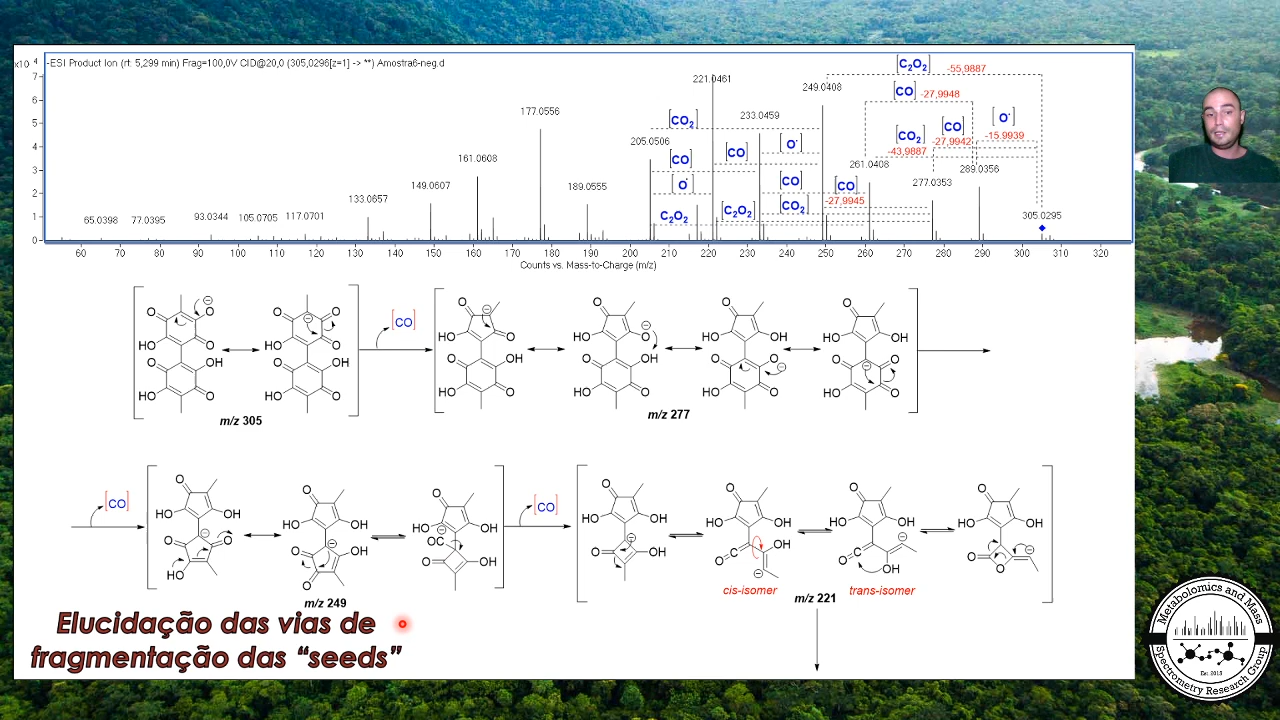 x10 4
-ESI Product Ion (rt: 5,299 min) Frag=100,0V CID@20,0 (305,0296[z=1] -> **) Amostra6-neg.d
7
6
5
4
3
2
1
0
65.0398
77.0395
93.0344
105.0705
117.0701
133.0657
149.0607
161.0608
177.0556
189.0555
205.0506
221.0461
233.0459
249.0408
261.0408
277.0353
289.0356
305.0295
[C2O2] -55,9887
[CO] -27,9948
[O•] -15,9939
[CO] -27,9942
[CO2] -43,9887
[CO2]
[CO]
[O•]
[C2O2]
[CO]
[C2O2]
[O•]
[CO]
[CO2]
[CO] -27,9945
60 70 80 90 100 110 120 130 140 150 160 170 180 190 200 210 220 230 240 250 260 270 280 290 300 310 320
Counts vs. Mass-to-Charge (m/z)
[CO]
m/z 305
m/z 277
[CO]
[CO]
m/z 249
cis-isomer
m/z 221
trans-isomer
Elucidação das vias de
fragmentação das “seeds”
Metabolomics and Mass
Spectrometry Research Group
Est. 2015